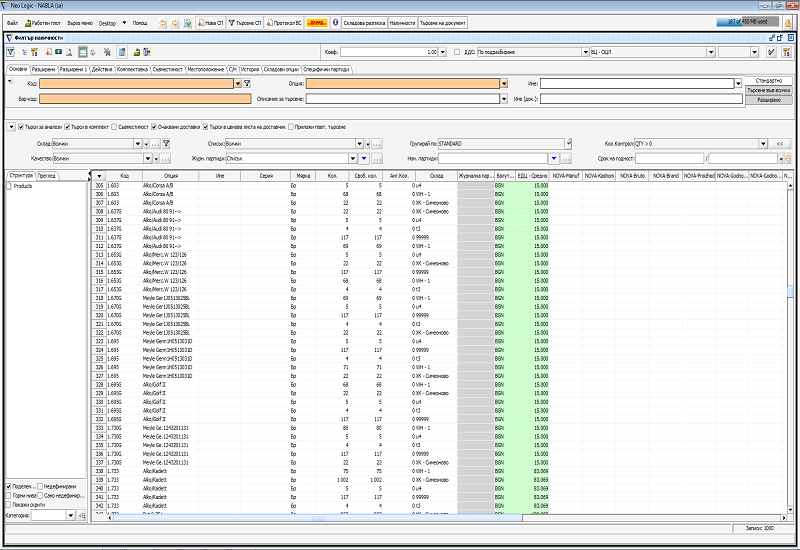 Neo Logic - NABLA (sa)
Файл Работен плот Бързо меню Desktop Помощ Нова СП Търсене СП Протокол ВС Складова разписка Наличности Търсене на документ 187 of 455 MB used
Филтър наличности
Коеф. 1.00 ДДС: По подразбиране ВЦ - ОЦЛ
Основни Разширени Разширени 1 Действия Комплектовка Съвместимост Местоположение С/Н История Складови опции Специфични партиди
Код: Опция: Име: Стандартно
Търсене във всички
Баркод: Описание за търсене: Име (док.): Разширено
Търси за аналози Търси в комплект Съвместимост Очаквани доставки Търси в ценова листа на доставчик Приложи повт. търсене
Склад: Всички Списък: Всички Групирай по: STANDARD Кол.Контрол: QTY > 0 <<
Качество: Всички Журн. партиди: Списък Ном. партиди: Срок на годност: /
Структура Преглед
Products
Код Опция Име Серия Мярка Кол. Своб. кол. Анг.Кол. Склад Журнална пар... Валут... ЕДЦ - Средно NOVA-Manuf NOVA-Kashoni NOVA-Bruto NOVA-Brand NOVA-Prozhod NOVA-Godno... NOVA-Godno... N...
305 1.603 Alko/Corsa A/B Бр 5 5 0 u4 BGN 15.000
306 1.603 Alko/Corsa A/B Бр 68 68 0 WH - 1 BGN 15.000
307 1.603 Alko/Corsa A/B Бр 22 22 0 ЖК - Симеоново BGN 15.000
308 1.637G Alko/Audi 80 91--> Бр 22 22 0 ЖК - Симеоново BGN 15.000
309 1.637G Alko/Audi 80 91--> Бр 5 5 0 u4 BGN 15.000
310 1.637G Alko/Audi 80 91--> Бр 4 4 0 t3 BGN 15.000
311 1.637G Alko/Audi 80 91--> Бр 117 117 0 99999 BGN 15.000
312 1.637G Alko/Audi 80 91--> Бр 69 69 0 WH - 1 BGN 15.000
313 1.653G Alko/Merc.W 123/126 Бр 5 5 0 u4 BGN 15.000
314 1.653G Alko/Merc.W 123/126 Бр 22 22 0 ЖК - Симеоново BGN 15.000
315 1.653G Alko/Merc.W 123/126 Бр 117 117 0 99999 BGN 15.000
316 1.653G Alko/Merc.W 123/126 Бр 68 68 0 WH - 1 BGN 15.000
317 1.653G Alko/Merc.W 123/126 Бр 4 4 0 t3 BGN 15.000
318 1.670G Meyle Ger1J0513025BL Бр 69 69 0 WH - 1 BGN 15.000
319 1.670G Meyle Ger1J0513025BL Бр 5 5 0 u4 BGN 15.000
320 1.670G Meyle Ger1J0513025BL Бр 117 117 0 99999 BGN 15.000
321 1.670G Meyle Ger1J0513025BL Бр 4 4 0 t3 BGN 15.000
322 1.670G Meyle Ger1J0513025BL Бр 22 22 0 ЖК - Симеоново BGN 15.000
323 1.695 Meyle Germ1H0513031D Бр 5 5 0 u4 BGN 15.000
324 1.695 Meyle Germ1H0513031D Бр 117 117 0 99999 BGN 15.000
325 1.695 Meyle Germ1H0513031D Бр 4 4 0 t3 BGN 15.000
326 1.695 Meyle Germ1H0513031D Бр 71 71 0 WH - 1 BGN 15.000
327 1.695 Meyle Germ1H0513031D Бр 22 22 0 ЖК - Симеоново BGN 15.000
328 1.695G Alko/Golf II Бр 68 68 0 WH - 1 BGN 15.000
329 1.695G Alko/Golf II Бр 22 22 0 ЖК - Симеоново BGN 15.000
330 1.695G Alko/Golf II Бр 5 5 0 u4 BGN 15.000
331 1.695G Alko/Golf II Бр 4 4 0 t3 BGN 15.000
332 1.695G Alko/Golf II Бр 117 117 0 99999 BGN 15.000
333 1.730G Meyle Ge.1243201131 Бр 80 80 0 WH - 1 BGN 15.000
334 1.730G Meyle Ge.1243201131 Бр 5 5 0 u4 BGN 15.000
335 1.730G Meyle Ge.1243201131 Бр 4 4 0 t3 BGN 15.000
336 1.730G Meyle Ge.1243201131 Бр 117 117 0 99999 BGN 15.000
337 1.730G Meyle Ge.1243201131 Бр 22 22 0 ЖК - Симеоново BGN 15.000
338 1.733 Alko/Kadett Бр 75 75 0 WH - 1 BGN 83.069
339 1.733 Alko/Kadett Бр 1 002 1 002 0 ЖК - Симеоново BGN 83.069
340 1.733 Alko/Kadett Бр 5 5 0 u4 BGN 83.069
341 1.733 Alko/Kadett Бр 117 117 0 99999 BGN 83.069
342 1.733 Alko/Kadett Бр 4 4 0 t3 BGN 83.069
Поделен... Недефинирани
Горни нива Само недефинир...
Покажи скрити
Категория:
Записи: 1000